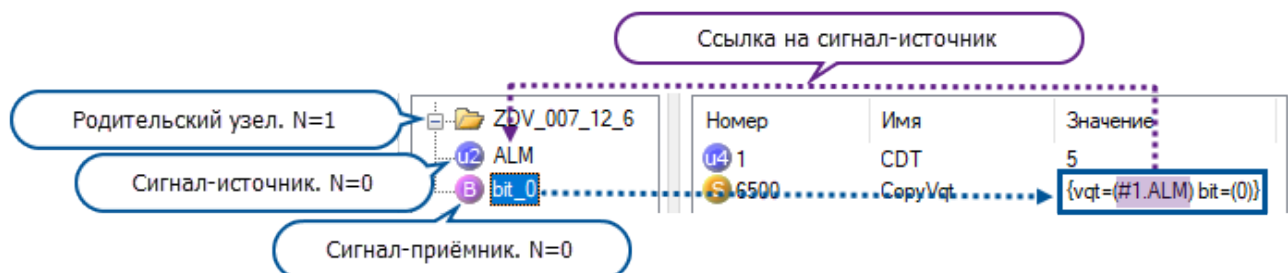 Ссылка на сигнал-источник
Родительский узел. N=1
ZDV_007_12_6
Номер Имя Значение
u2 ALM
u4 1 CDT 5
Сигнал-источник. N=0
B bit_0
S 6500 CopyVqt {vqt=(#1.ALM) bit=(0)}
Сигнал-приёмник. N=0